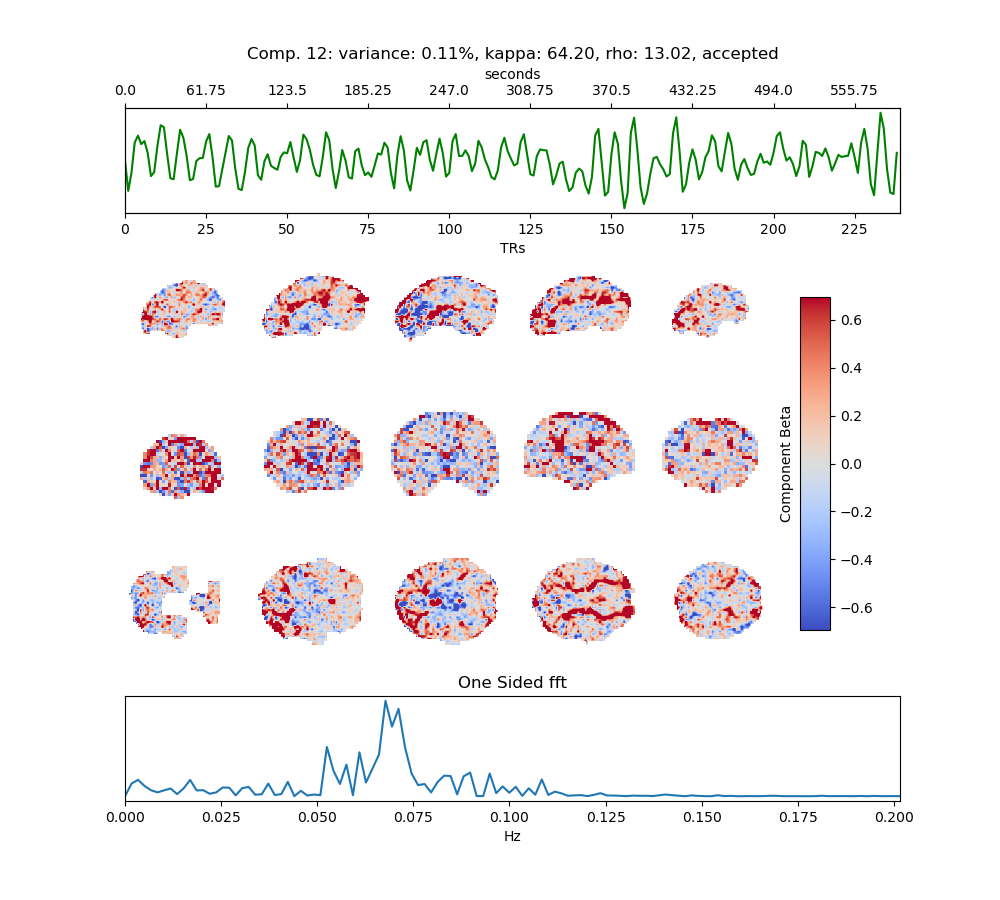 Comp. 12: variance: 0.11%, kappa: 64.20, rho: 13.02, accepted
seconds
0.0 61.75 123.5 185.25 247.0 308.75 370.5 432.25 494.0 555.75
0 25 50 75 100 125 150 175 200 225
TRs
0.6
0.4
0.2
0.0
−0.2
−0.4
−0.6
Component Beta
One Sided fft
0.000 0.025 0.050 0.075 0.100 0.125 0.150 0.175 0.200
Hz